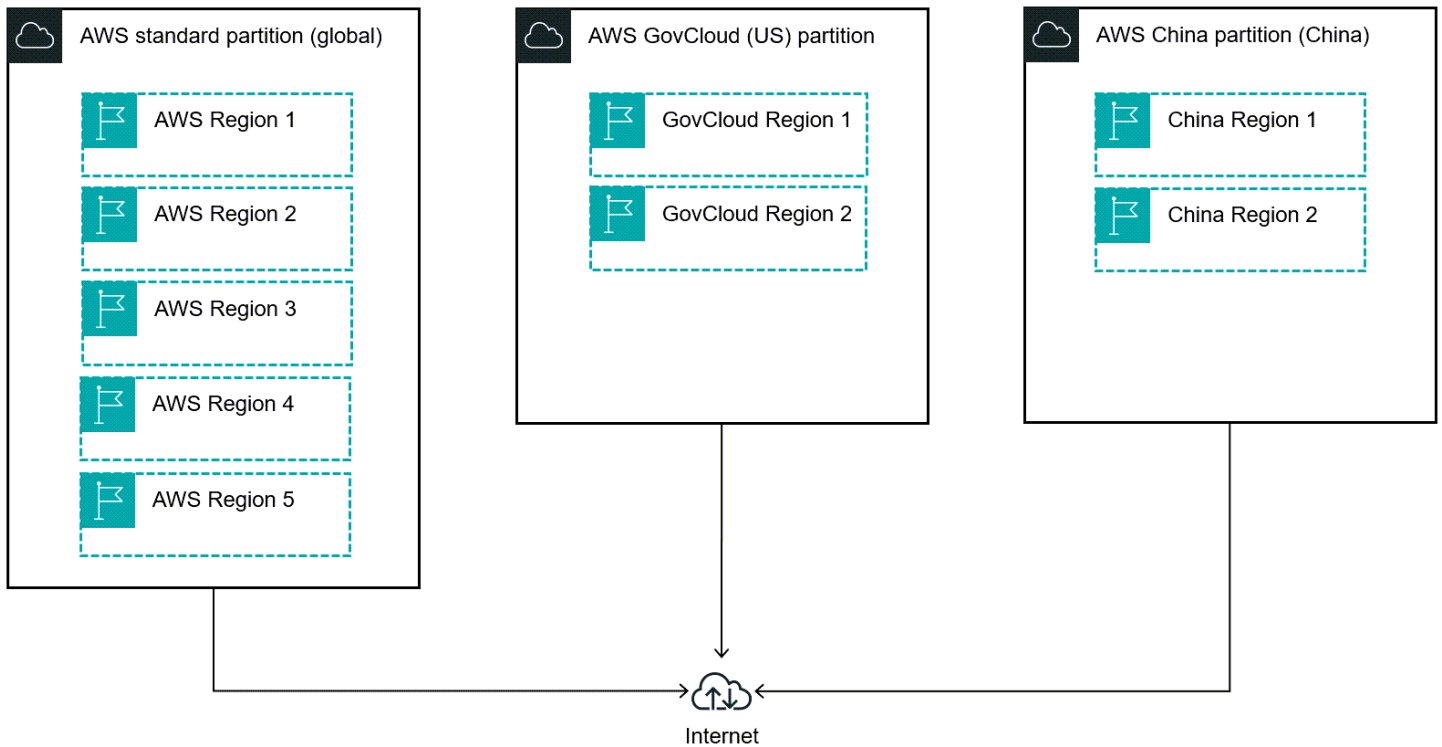 AWS standard partition (global)
AWS Region 1
AWS Region 2
AWS Region 3
AWS Region 4
AWS Region 5
AWS GovCloud (US) partition
GovCloud Region 1
GovCloud Region 2
AWS China partition (China)
China Region 1
China Region 2
Internet